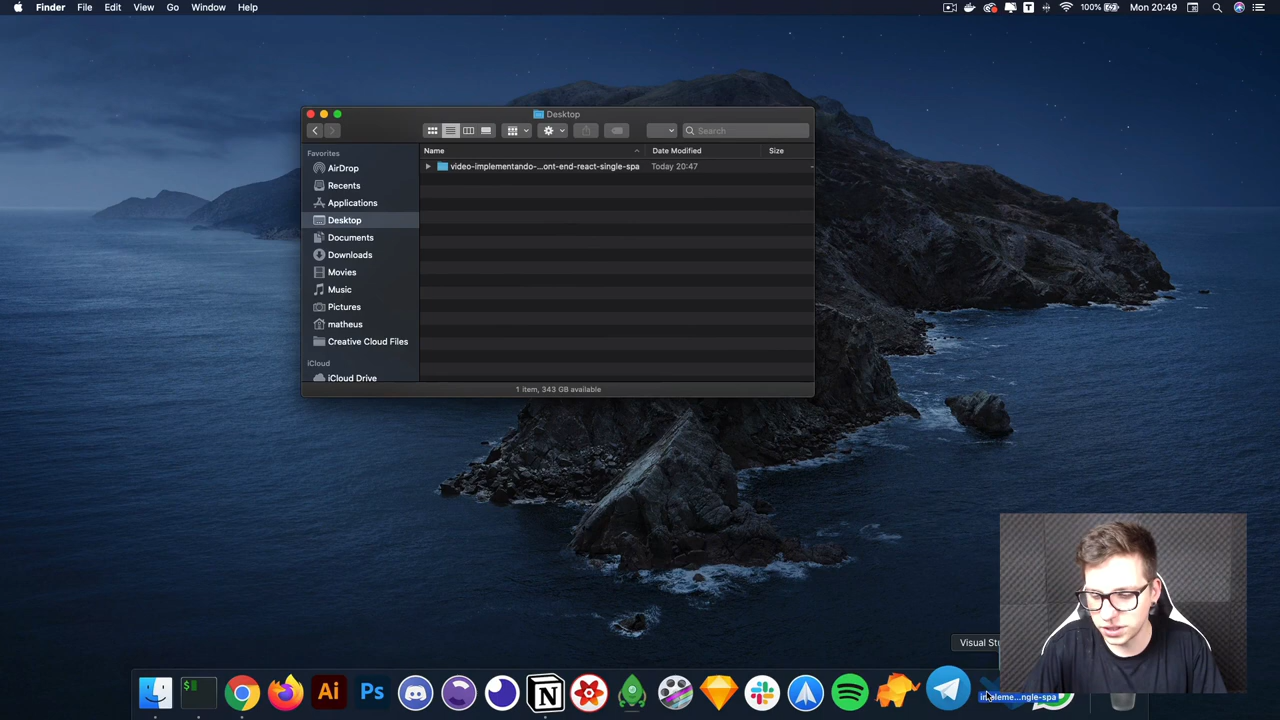 Finder File Edit View Go Window Help
100% Mon 20:49
Desktop
Search
Favorites
AirDrop
Recents
Applications
Desktop
Documents
Downloads
Movies
Music
Pictures
matheus
Creative Cloud Files
iCloud
iCloud Drive
Name Date Modified Size
video-implementando-...ont-end-react-single-spa Today 20:47 --
1 item, 343 GB available
Visual Stu
$ Ai Ps N
ngle-spa